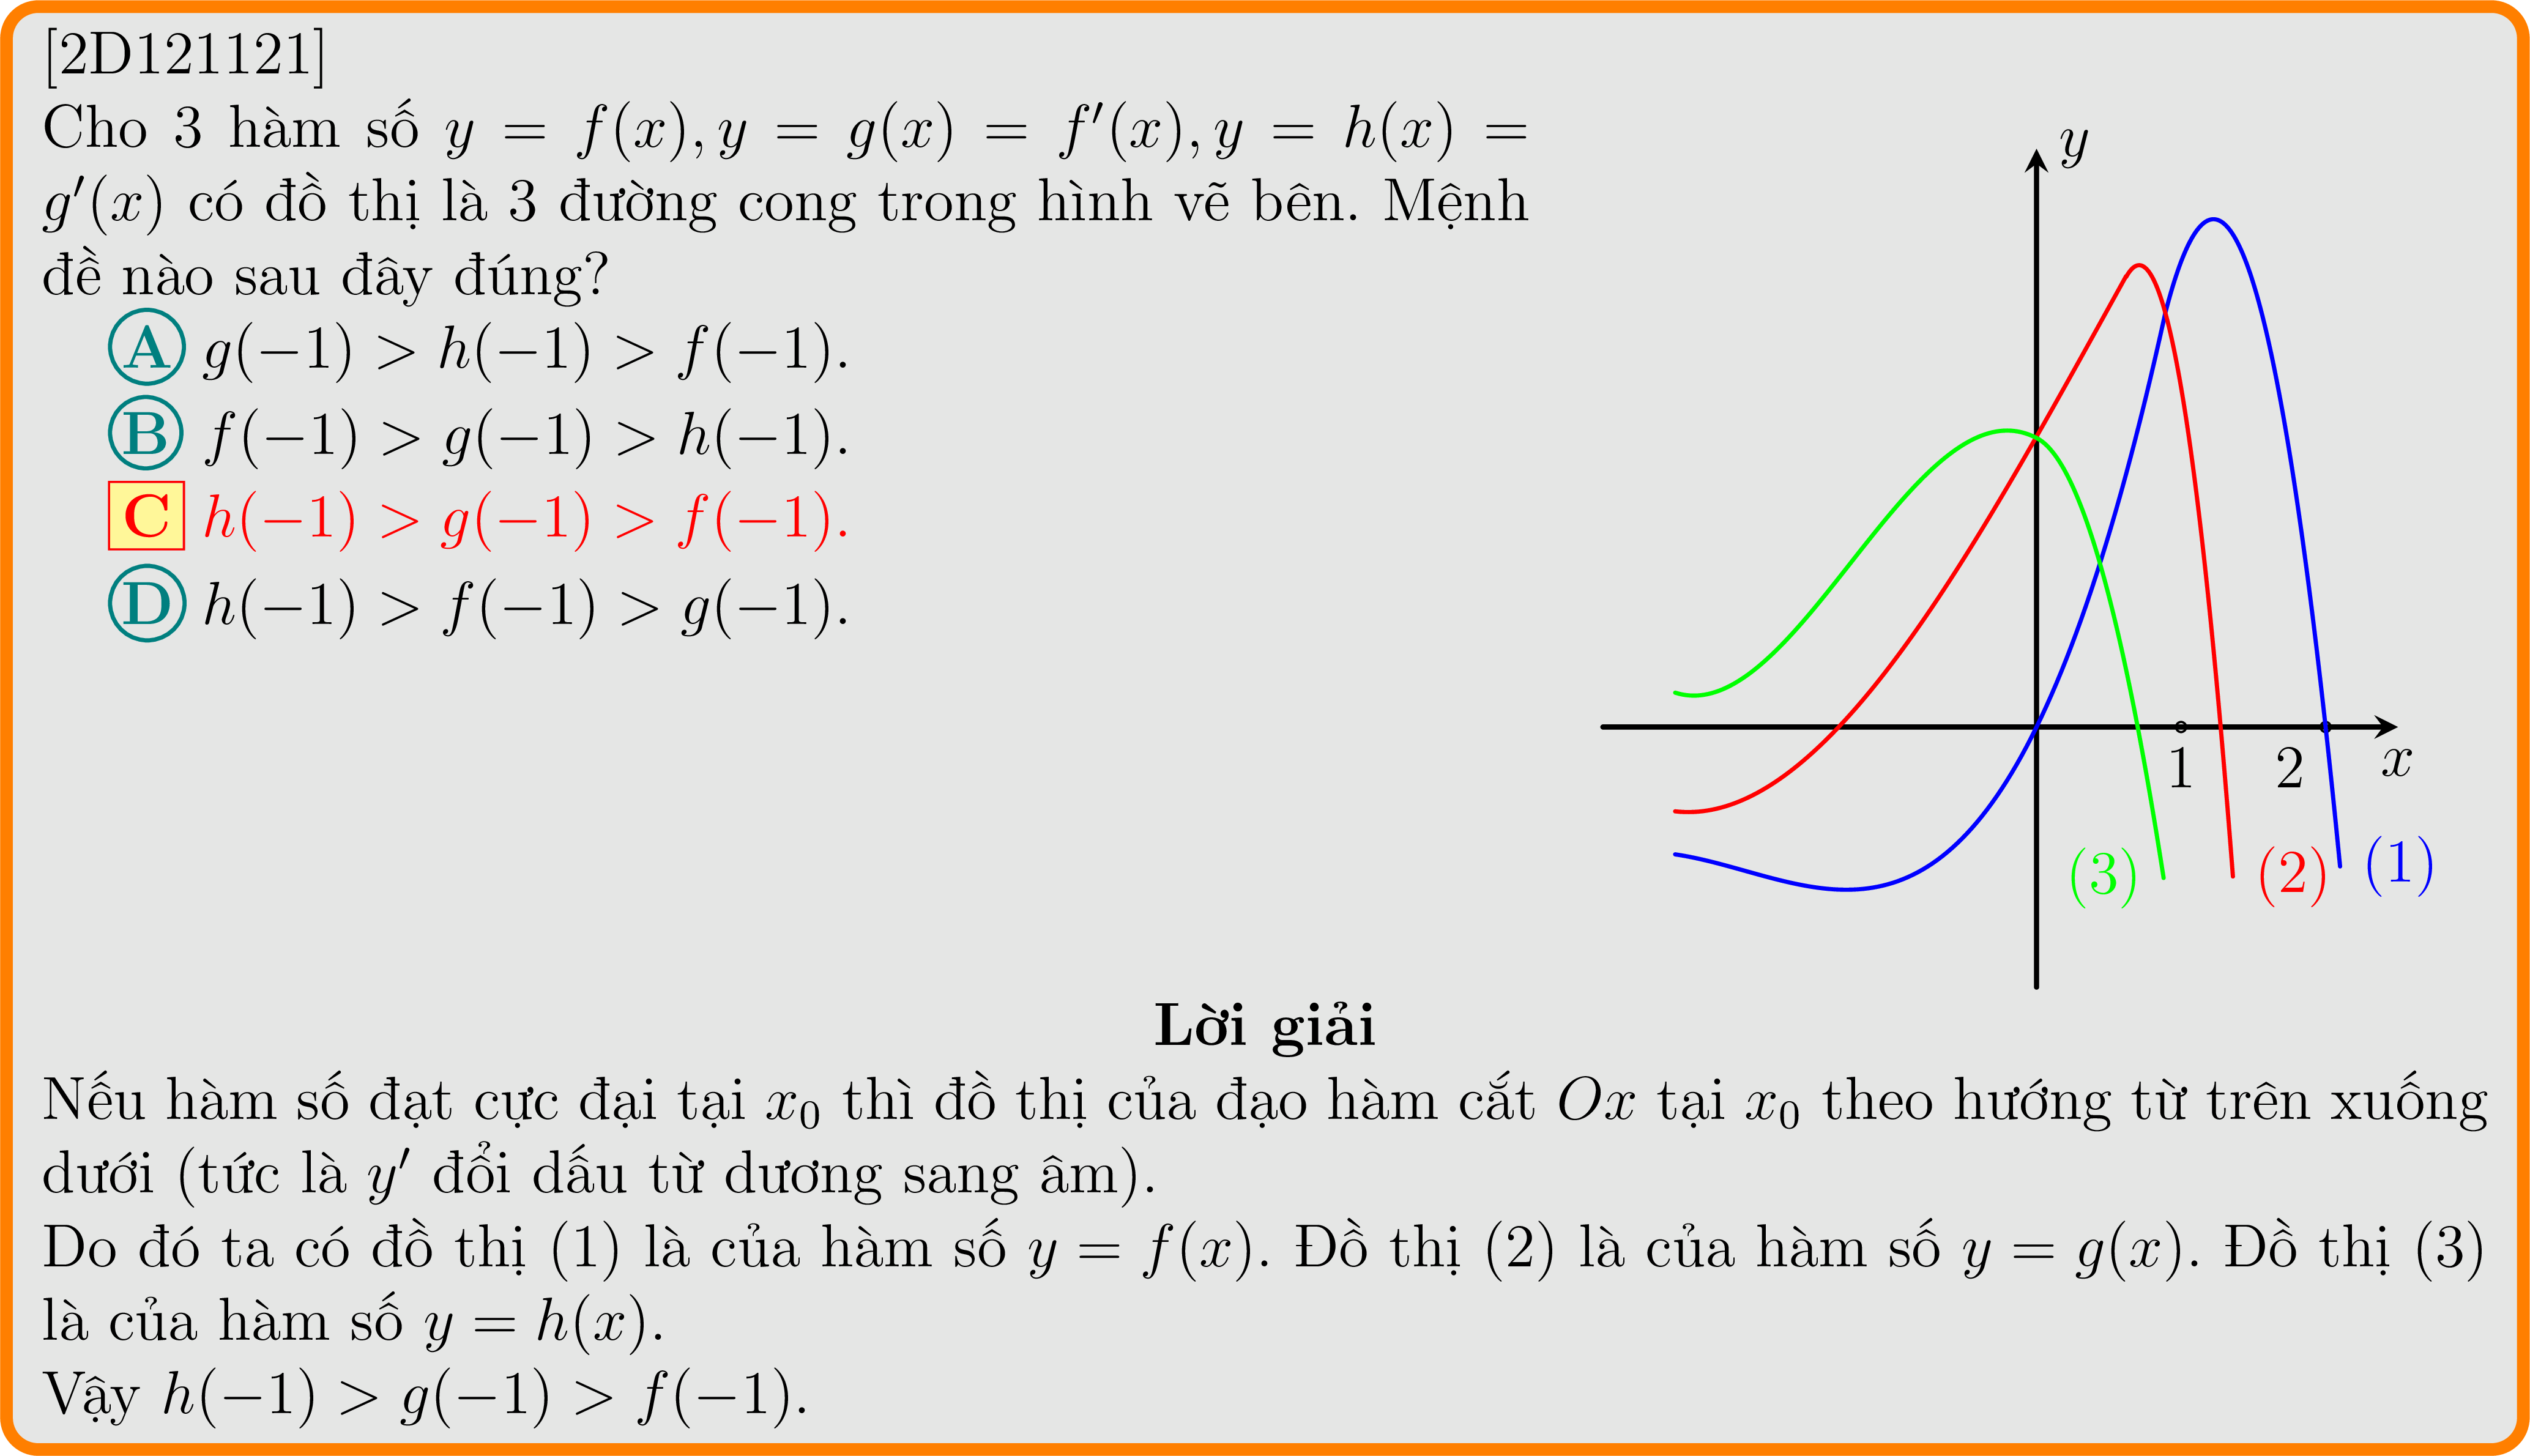 [2D121121]
Cho 3 hàm số y = f(x), y = g(x) = f′(x), y = h(x) =
g′(x) có đồ thị là 3 đường cong trong hình vẽ bên. Mệnh
đề nào sau đây đúng?
A g(−1) > h(−1) > f(−1).
B f(−1) > g(−1) > h(−1).
C h(−1) > g(−1) > f(−1).
D h(−1) > f(−1) > g(−1).
y
x
1
2
(3)
(2)
(1)
Lời giải
Nếu hàm số đạt cực đại tại x₀ thì đồ thị của đạo hàm cắt Ox tại x₀ theo hướng từ trên xuống
dưới (tức là y′ đổi dấu từ dương sang âm).
Do đó ta có đồ thị (1) là của hàm số y = f(x). Đồ thị (2) là của hàm số y = g(x). Đồ thị (3)
là của hàm số y = h(x).
Vậy h(−1) > g(−1) > f(−1).